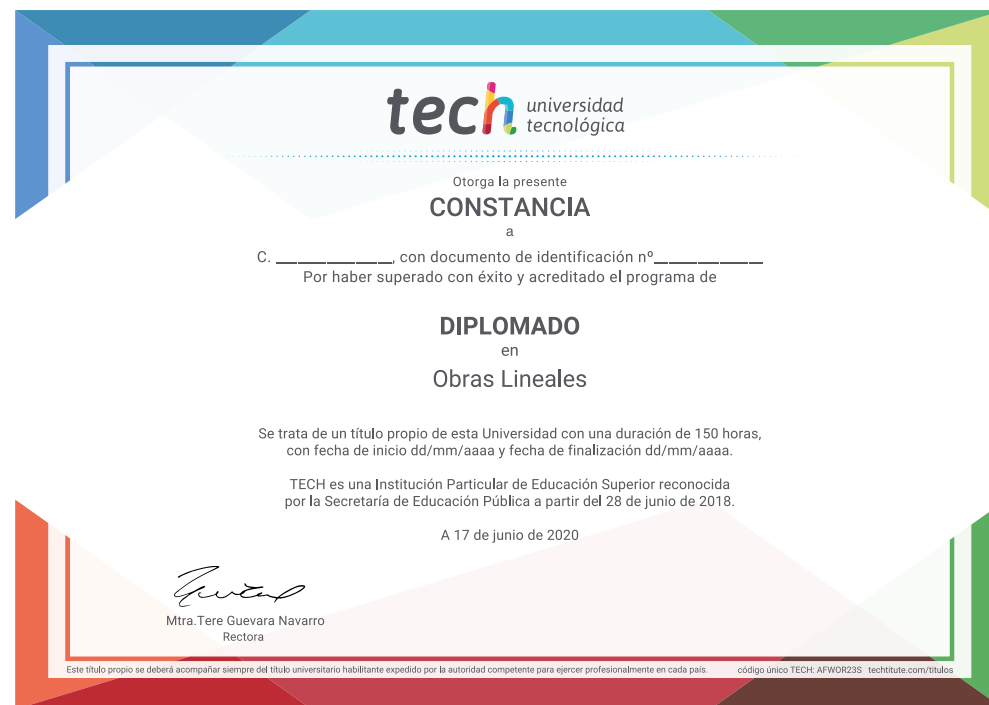 tech universidad
tecnológica
Otorga la presente
CONSTANCIA
a
C. ______________, con documento de identificación nº_____________
Por haber superado con éxito y acreditado el programa de
DIPLOMADO
en
Obras Lineales
Se trata de un título propio de esta Universidad con una duración de 150 horas,
con fecha de inicio dd/mm/aaaa y fecha de finalización dd/mm/aaaa.
TECH es una Institución Particular de Educación Superior reconocida
por la Secretaría de Educación Pública a partir del 28 de junio de 2018.
A 17 de junio de 2020
Mtra.Tere Guevara Navarro
Rectora
Este título propio se deberá acompañar siempre del título universitario habilitante expedido por la autoridad competente para ejercer profesionalmente en cada país. código único TECH: AFWOR23S techtitute.com/titulos